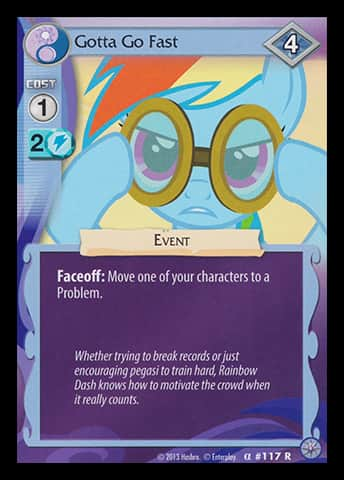 Gotta Go Fast
4
COST
1
2
EVENT
Faceoff: Move one of your characters to a
Problem.
Whether trying to break records or just
encouraging pegasi to train hard, Rainbow
Dash knows how to motivate the crowd when
it really counts.
© 2013 Hasbro. © Enterplay α #117 R